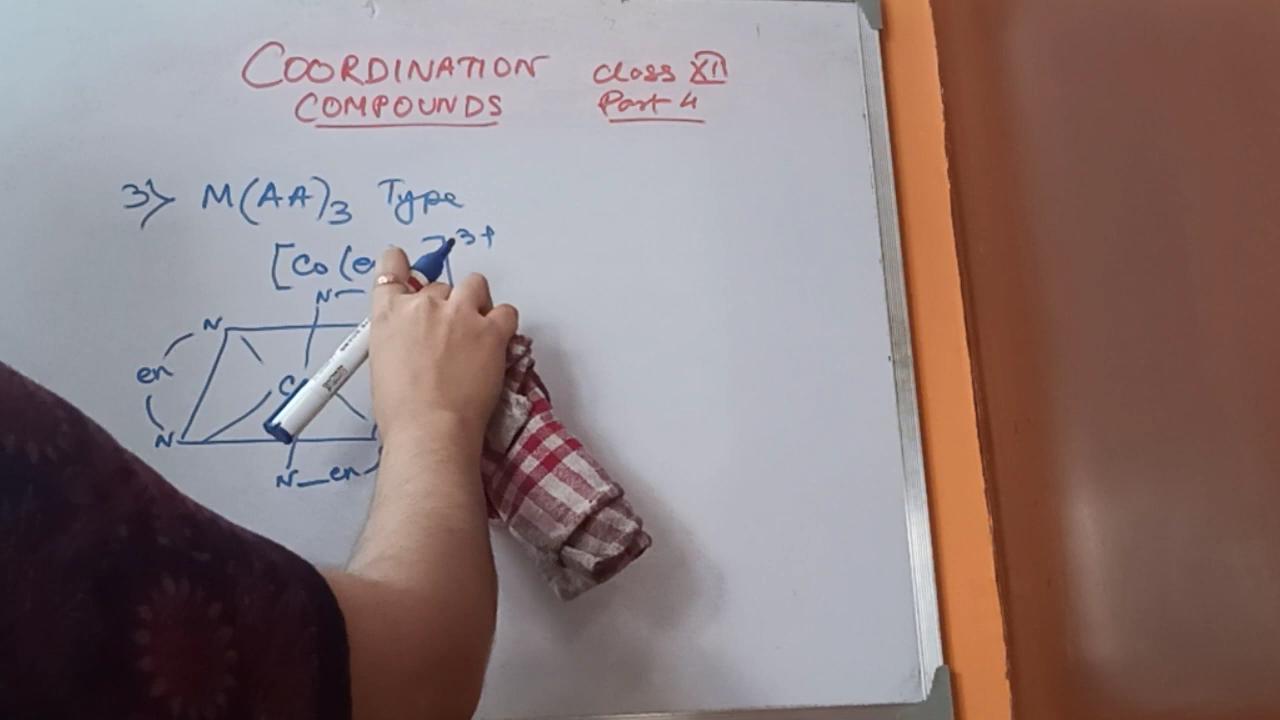 COORDINATION Class XII
COMPOUNDS Part 4
3) M(AA)3 Type
[Co(e ]3+
N
N
en
C
N
N en